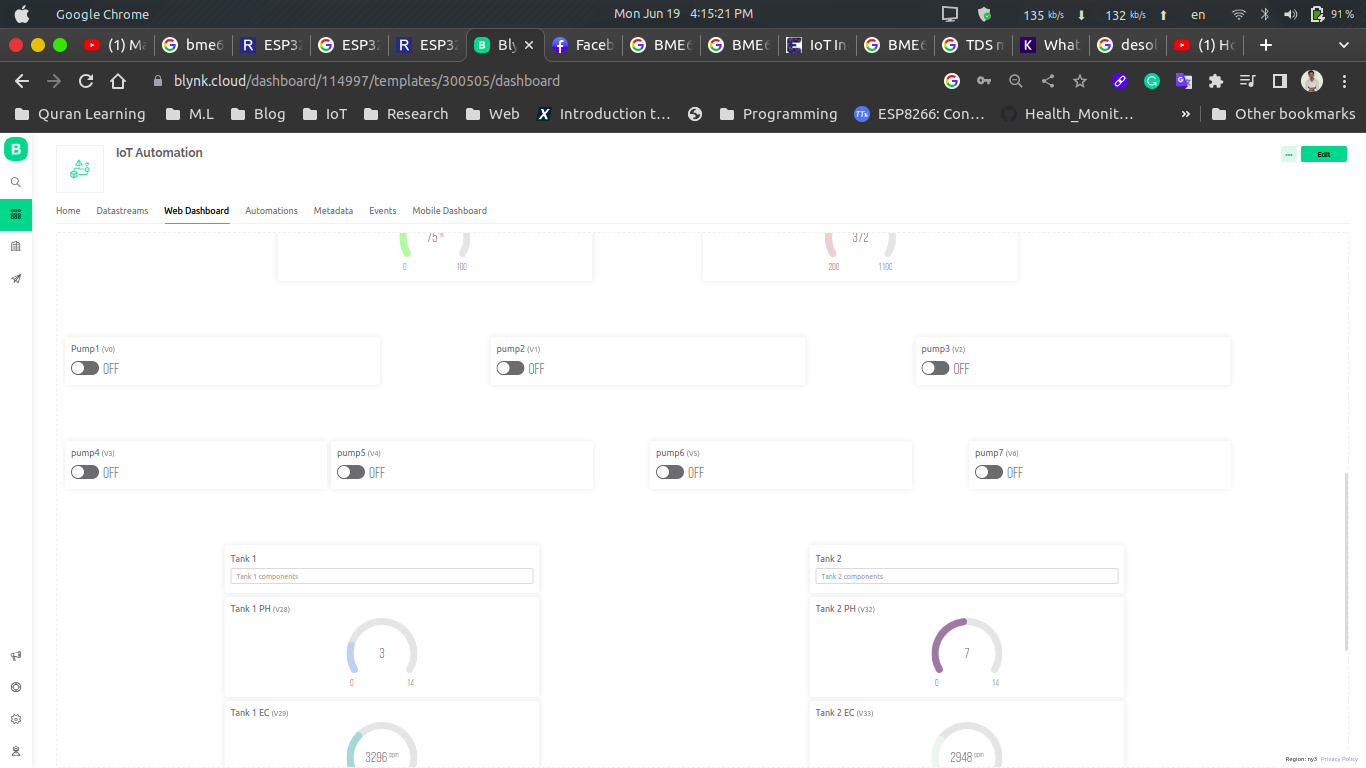 Google Chrome Mon Jun 19 4:15:21 PM 135 kb/s 132 kb/s en 91 %
(1) Ma bme6 ESP32 ESP32 ESP32 Bly Faceb BME6 BME6 IoT In BME6 TDS m What desol (1) Ho
blynk.cloud/dashboard/114997/templates/300505/dashboard
Quran Learning M.L Blog IoT Research Web Introduction t… Programming TTs ESP8266: Con… Health_Monit… » Other bookmarks
B IoT Automation Edit
Home Datastreams Web Dashboard Automations Metadata Events Mobile Dashboard
75 % 372
0 100 200 1100
Pump1 (V0) pump2 (V1) pump3 (V2)
OFF OFF OFF
pump4 (V3) pump5 (V4) pump6 (V5) pump7 (V6)
OFF OFF OFF OFF
Tank 1 Tank 2
Tank 1 components Tank 2 components
Tank 1 PH (V28) Tank 2 PH (V32)
3 7
0 14 0 14
Tank 1 EC (V29) Tank 2 EC (V33)
3296 ppm 2948 ppm
Region: ny3 Privacy Policy